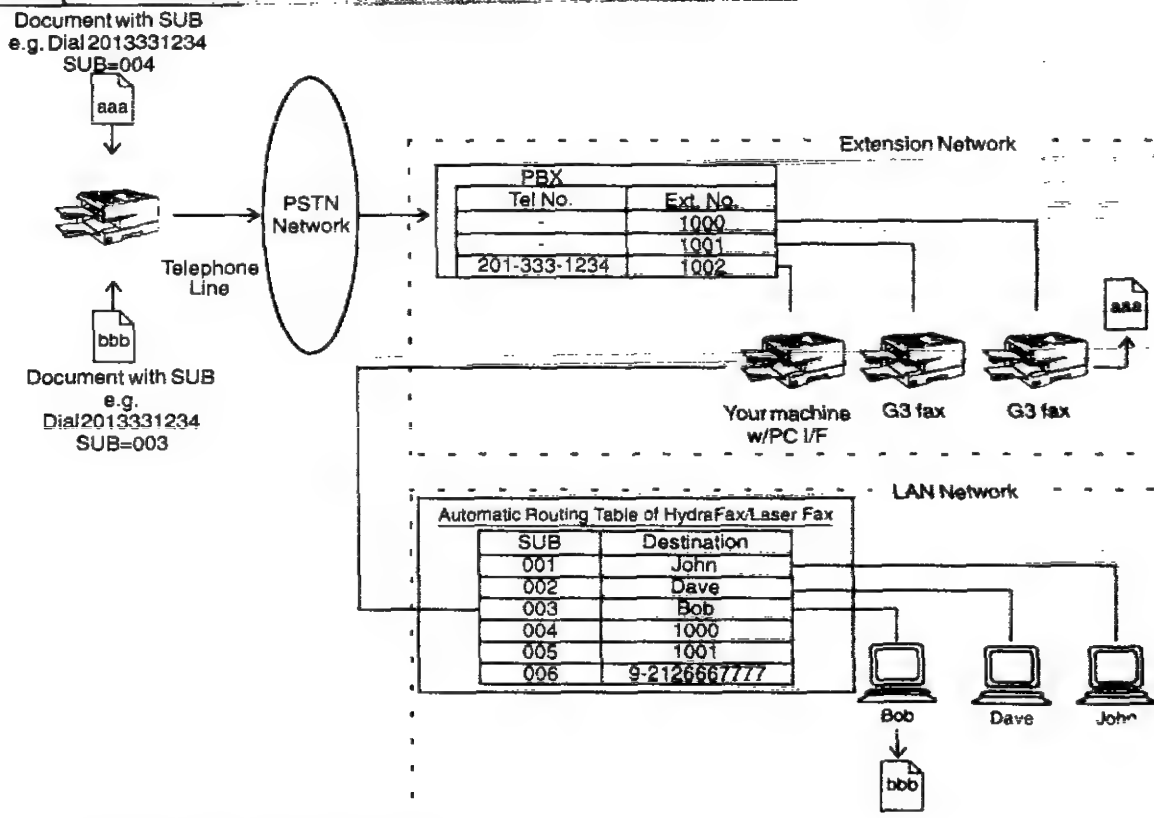 Document with SUB
e.g. Dial 2013331234
SUB=004
aaa
PSTN
Network
Telephone
Line
bbb
Document with SUB
e.g.
Dial2013331234
SUB=003
Extension Network
PBX
Tel No. Ext. No.
- 1000
- 1001
201-333-1234 1002
aaa
Your machine
w/PC I/F
G3 fax
G3 fax
LAN Network
Automatic Routing Table of HydraFax/Laser Fax
SUB Destination
001 John
002 Dave
003 Bob
004 1000
005 1001
006 9-2126667777
Bob
Dave
John
bbb